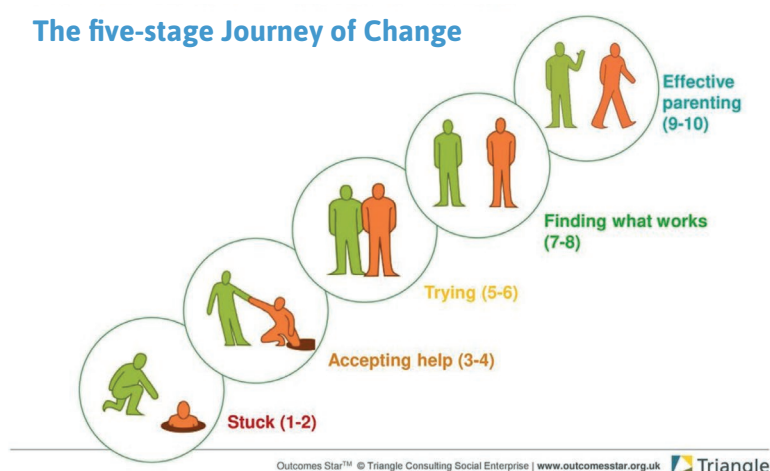 The five-stage Journey of Change
Effective
parenting
(9-10)
Finding what works
(7-8)
Trying (5-6)
Accepting help (3-4)
Stuck (1-2)
Outcomes Star™ © Triangle Consulting Social Enterprise | www.outcomesstar.org.uk
Triangle